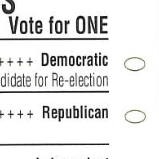 Vote for ONE
++++ Democratic
didate for Re-election
++++ Republican